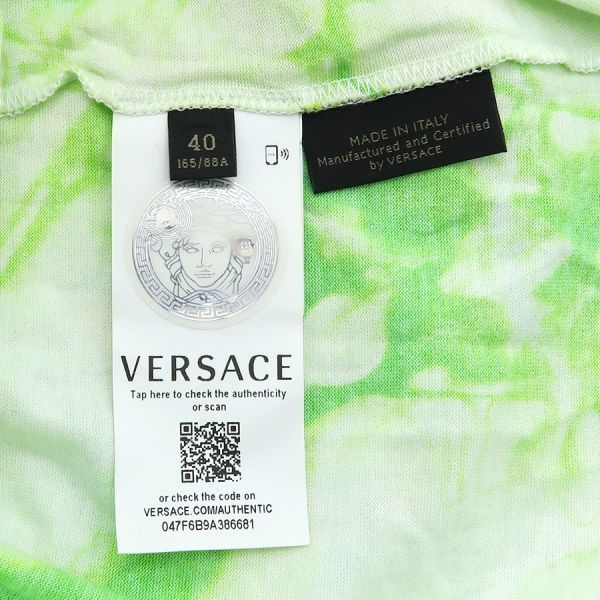 40
165/88A
MADE IN ITALY
Manufactured and Certified
by VERSACE
VERSACE
Tap here to check the authenticity
or scan
or check the code on
VERSACE.COM/AUTHENTIC
047F6B9A386681